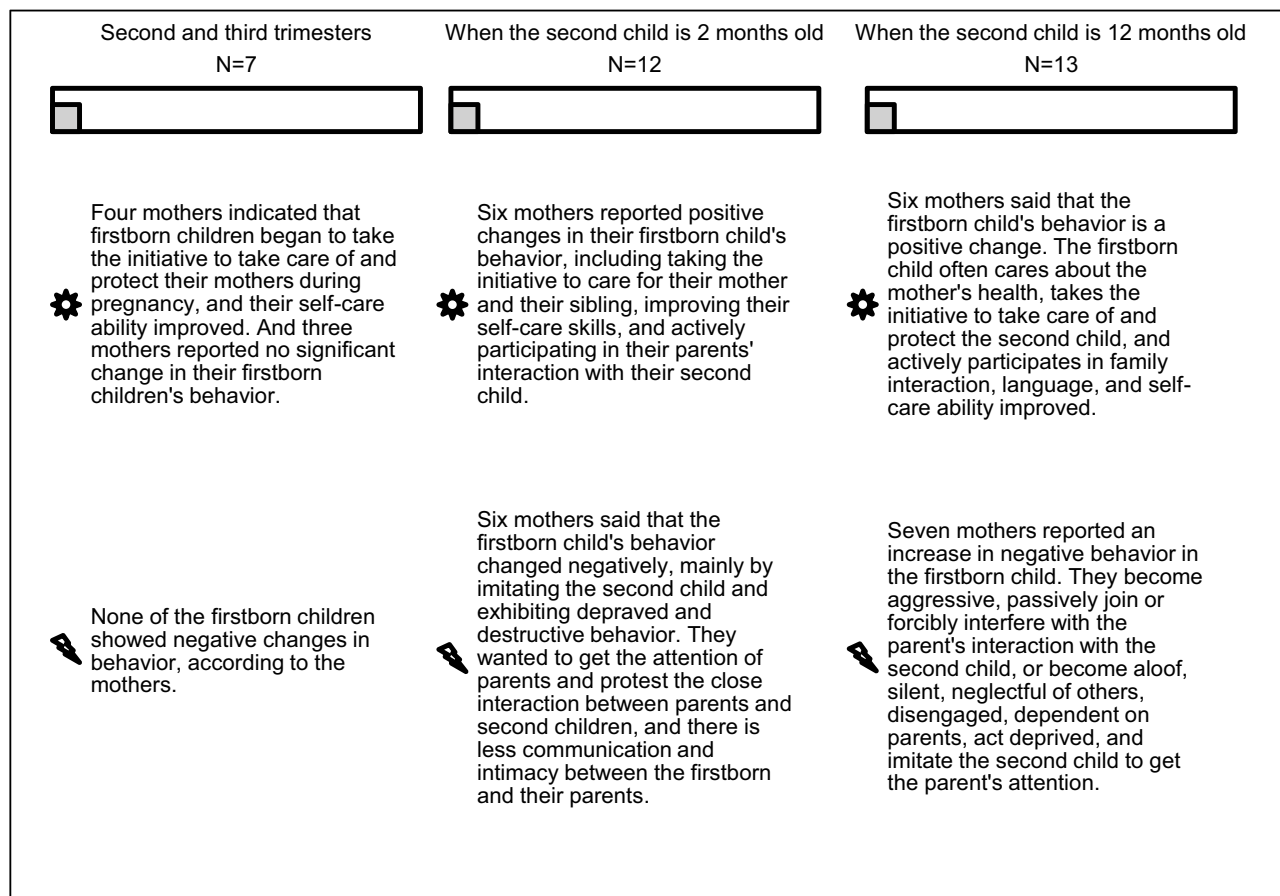 Second and third trimesters
N=7
When the second child is 2 months old
N=12
When the second child is 12 months old
N=13
Four mothers indicated that
firstborn children began to take
the initiative to take care of and
protect their mothers during
pregnancy, and their self-care
ability improved. And three
mothers reported no significant
change in their firstborn
children's behavior.
Six mothers reported positive
changes in their firstborn child's
behavior, including taking the
initiative to care for their mother
and their sibling, improving their
self-care skills, and actively
participating in their parents'
interaction with their second
child.
Six mothers said that the
firstborn child's behavior is a
positive change. The firstborn
child often cares about the
mother's health, takes the
initiative to take care of and
protect the second child, and
actively participates in family
interaction, language, and self-
care ability improved.
None of the firstborn children
showed negative changes in
behavior, according to the
mothers.
Six mothers said that the
firstborn child's behavior
changed negatively, mainly by
imitating the second child and
exhibiting depraved and
destructive behavior. They
wanted to get the attention of
parents and protest the close
interaction between parents and
second children, and there is
less communication and
intimacy between the firstborn
and their parents.
Seven mothers reported an
increase in negative behavior in
the firstborn child. They become
aggressive, passively join or
forcibly interfere with the
parent's interaction with the
second child, or become aloof,
silent, neglectful of others,
disengaged, dependent on
parents, act deprived, and
imitate the second child to get
the parent's attention.